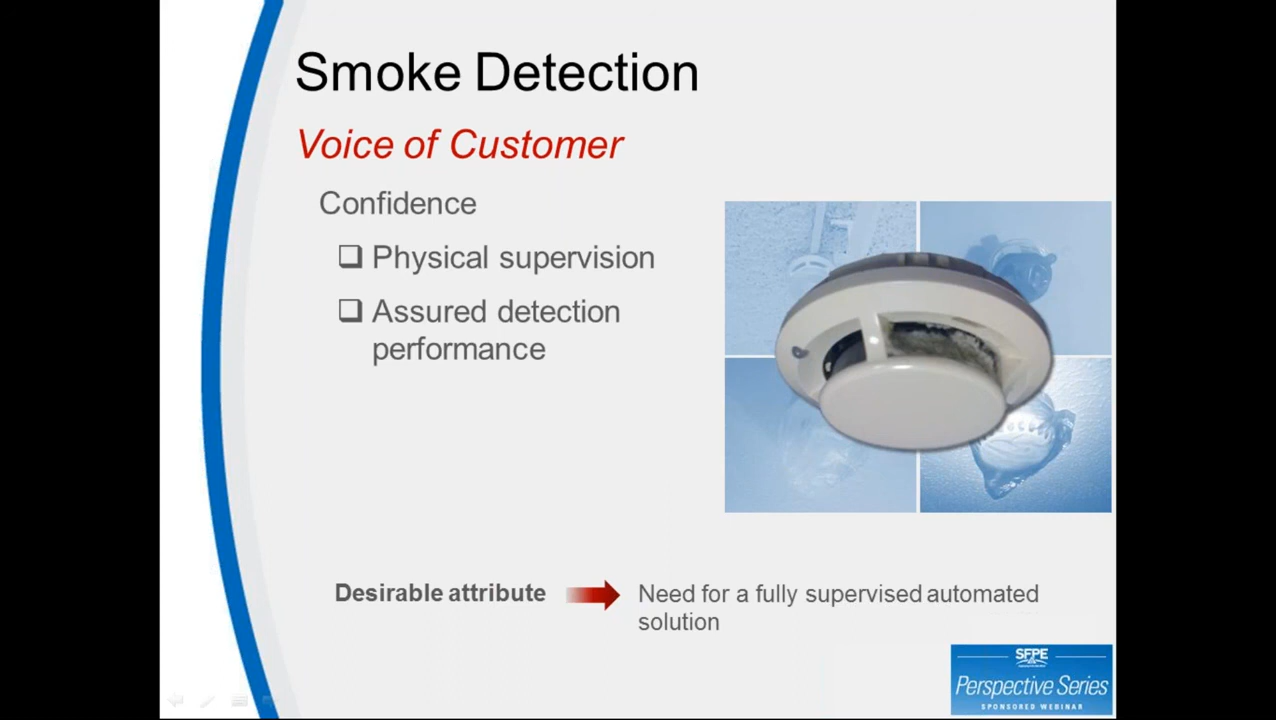 Smoke Detection
Voice of Customer
Confidence
Physical supervision
Assured detection
performance
Desirable attribute
Need for a fully supervised automated
solution
SFPE
Perspective Series
SPONSORED WEBINAR